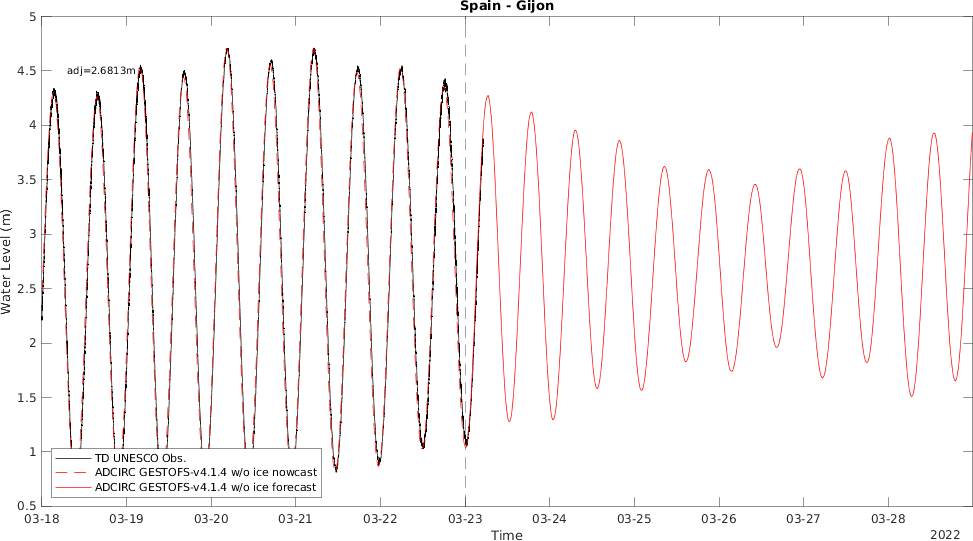 Spain - Gijon
5
4.5
4
3.5
3
2.5
2
1.5
1
0.5
Water Level (m)
adj=2.6813m
TD UNESCO Obs.
ADCIRC GESTOFS-v4.1.4 w/o ice nowcast
ADCIRC GESTOFS-v4.1.4 w/o ice forecast
03-18 03-19 03-20 03-21 03-22 03-23 03-24 03-25 03-26 03-27 03-28
Time
2022